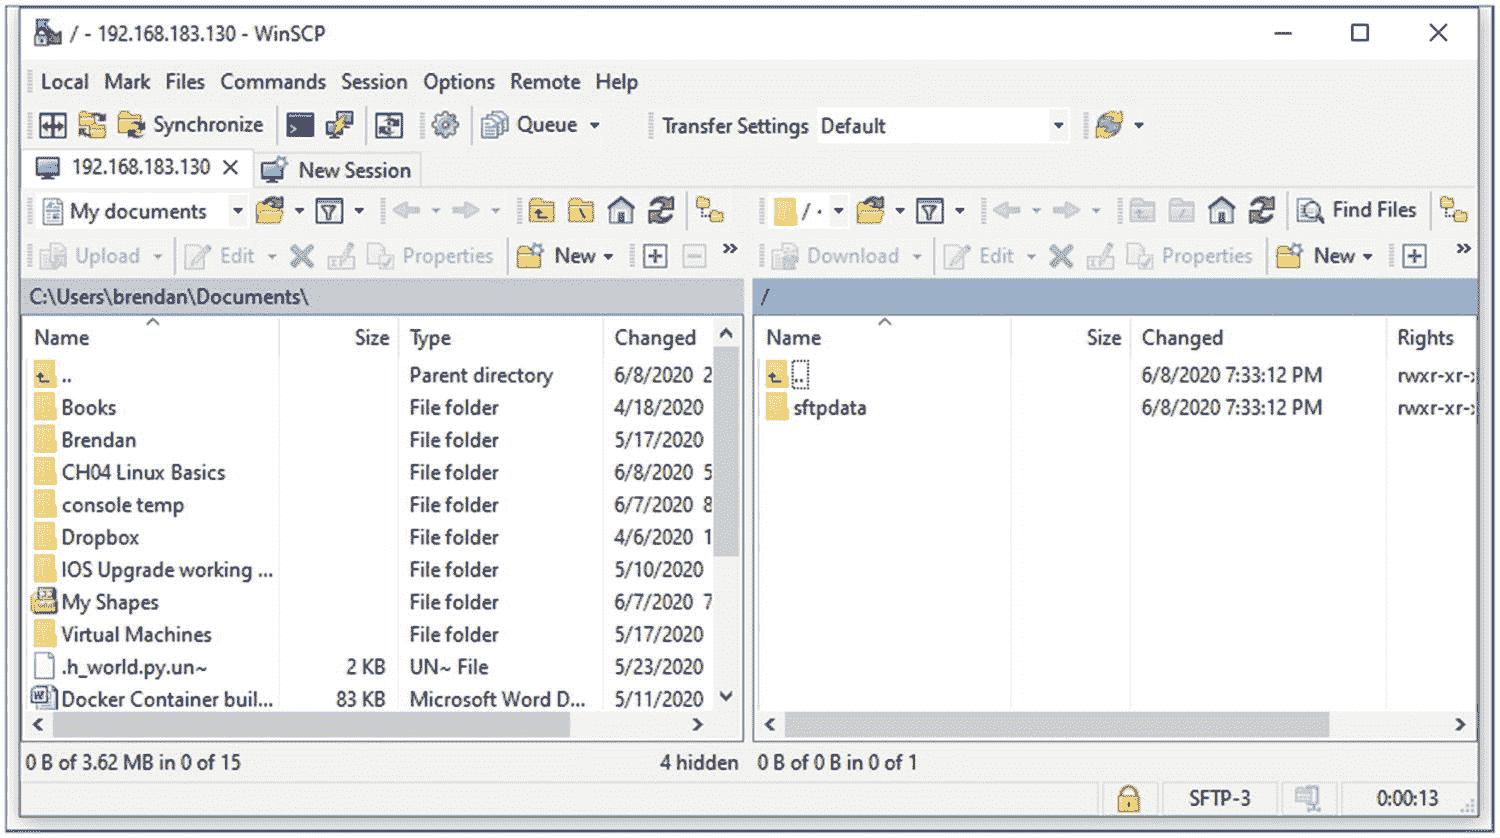 / - 192.168.183.130 - WinSCP
Local Mark Files Commands Session Options Remote Help
Synchronize Queue Transfer Settings Default
192.168.183.130 New Session
My documents / Find Files
Upload Edit Properties New » Download Edit Properties New »
C:\Users\brendan\Documents\ /
Name Size Type Changed Name Size Changed Rights
.. Parent directory 6/8/2020 2 .. 6/8/2020 7:33:12 PM rwxr-xr-x
Books File folder 4/18/2020 sftpdata 6/8/2020 7:33:12 PM rwxr-xr-x
Brendan File folder 5/17/2020
CH04 Linux Basics File folder 6/8/2020 5
console temp File folder 6/7/2020 8
Dropbox File folder 4/6/2020 1
IOS Upgrade working ... File folder 5/10/2020
My Shapes File folder 6/7/2020 7
Virtual Machines File folder 5/17/2020
.h_world.py.un~ 2 KB UN~ File 5/23/2020
Docker Container buil... 83 KB Microsoft Word D... 5/11/2020
0 B of 3.62 MB in 0 of 15 4 hidden 0 B of 0 B in 0 of 1
SFTP-3 0:00:13